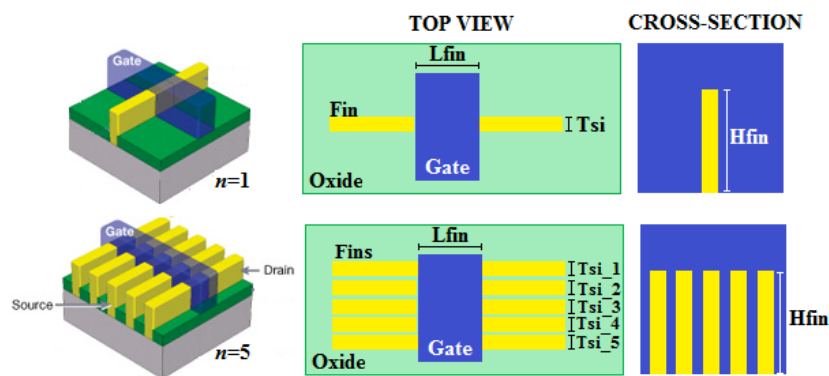 TOP VIEW
CROSS-SECTION
Gate
n=1
Lfin
Fin
Tsi
Gate
Oxide
Hfin
Gate
Drain
Source
n=5
Lfin
Fins
Tsi_1
Tsi_2
Tsi_3
Tsi_4
Tsi_5
Gate
Oxide
Hfin